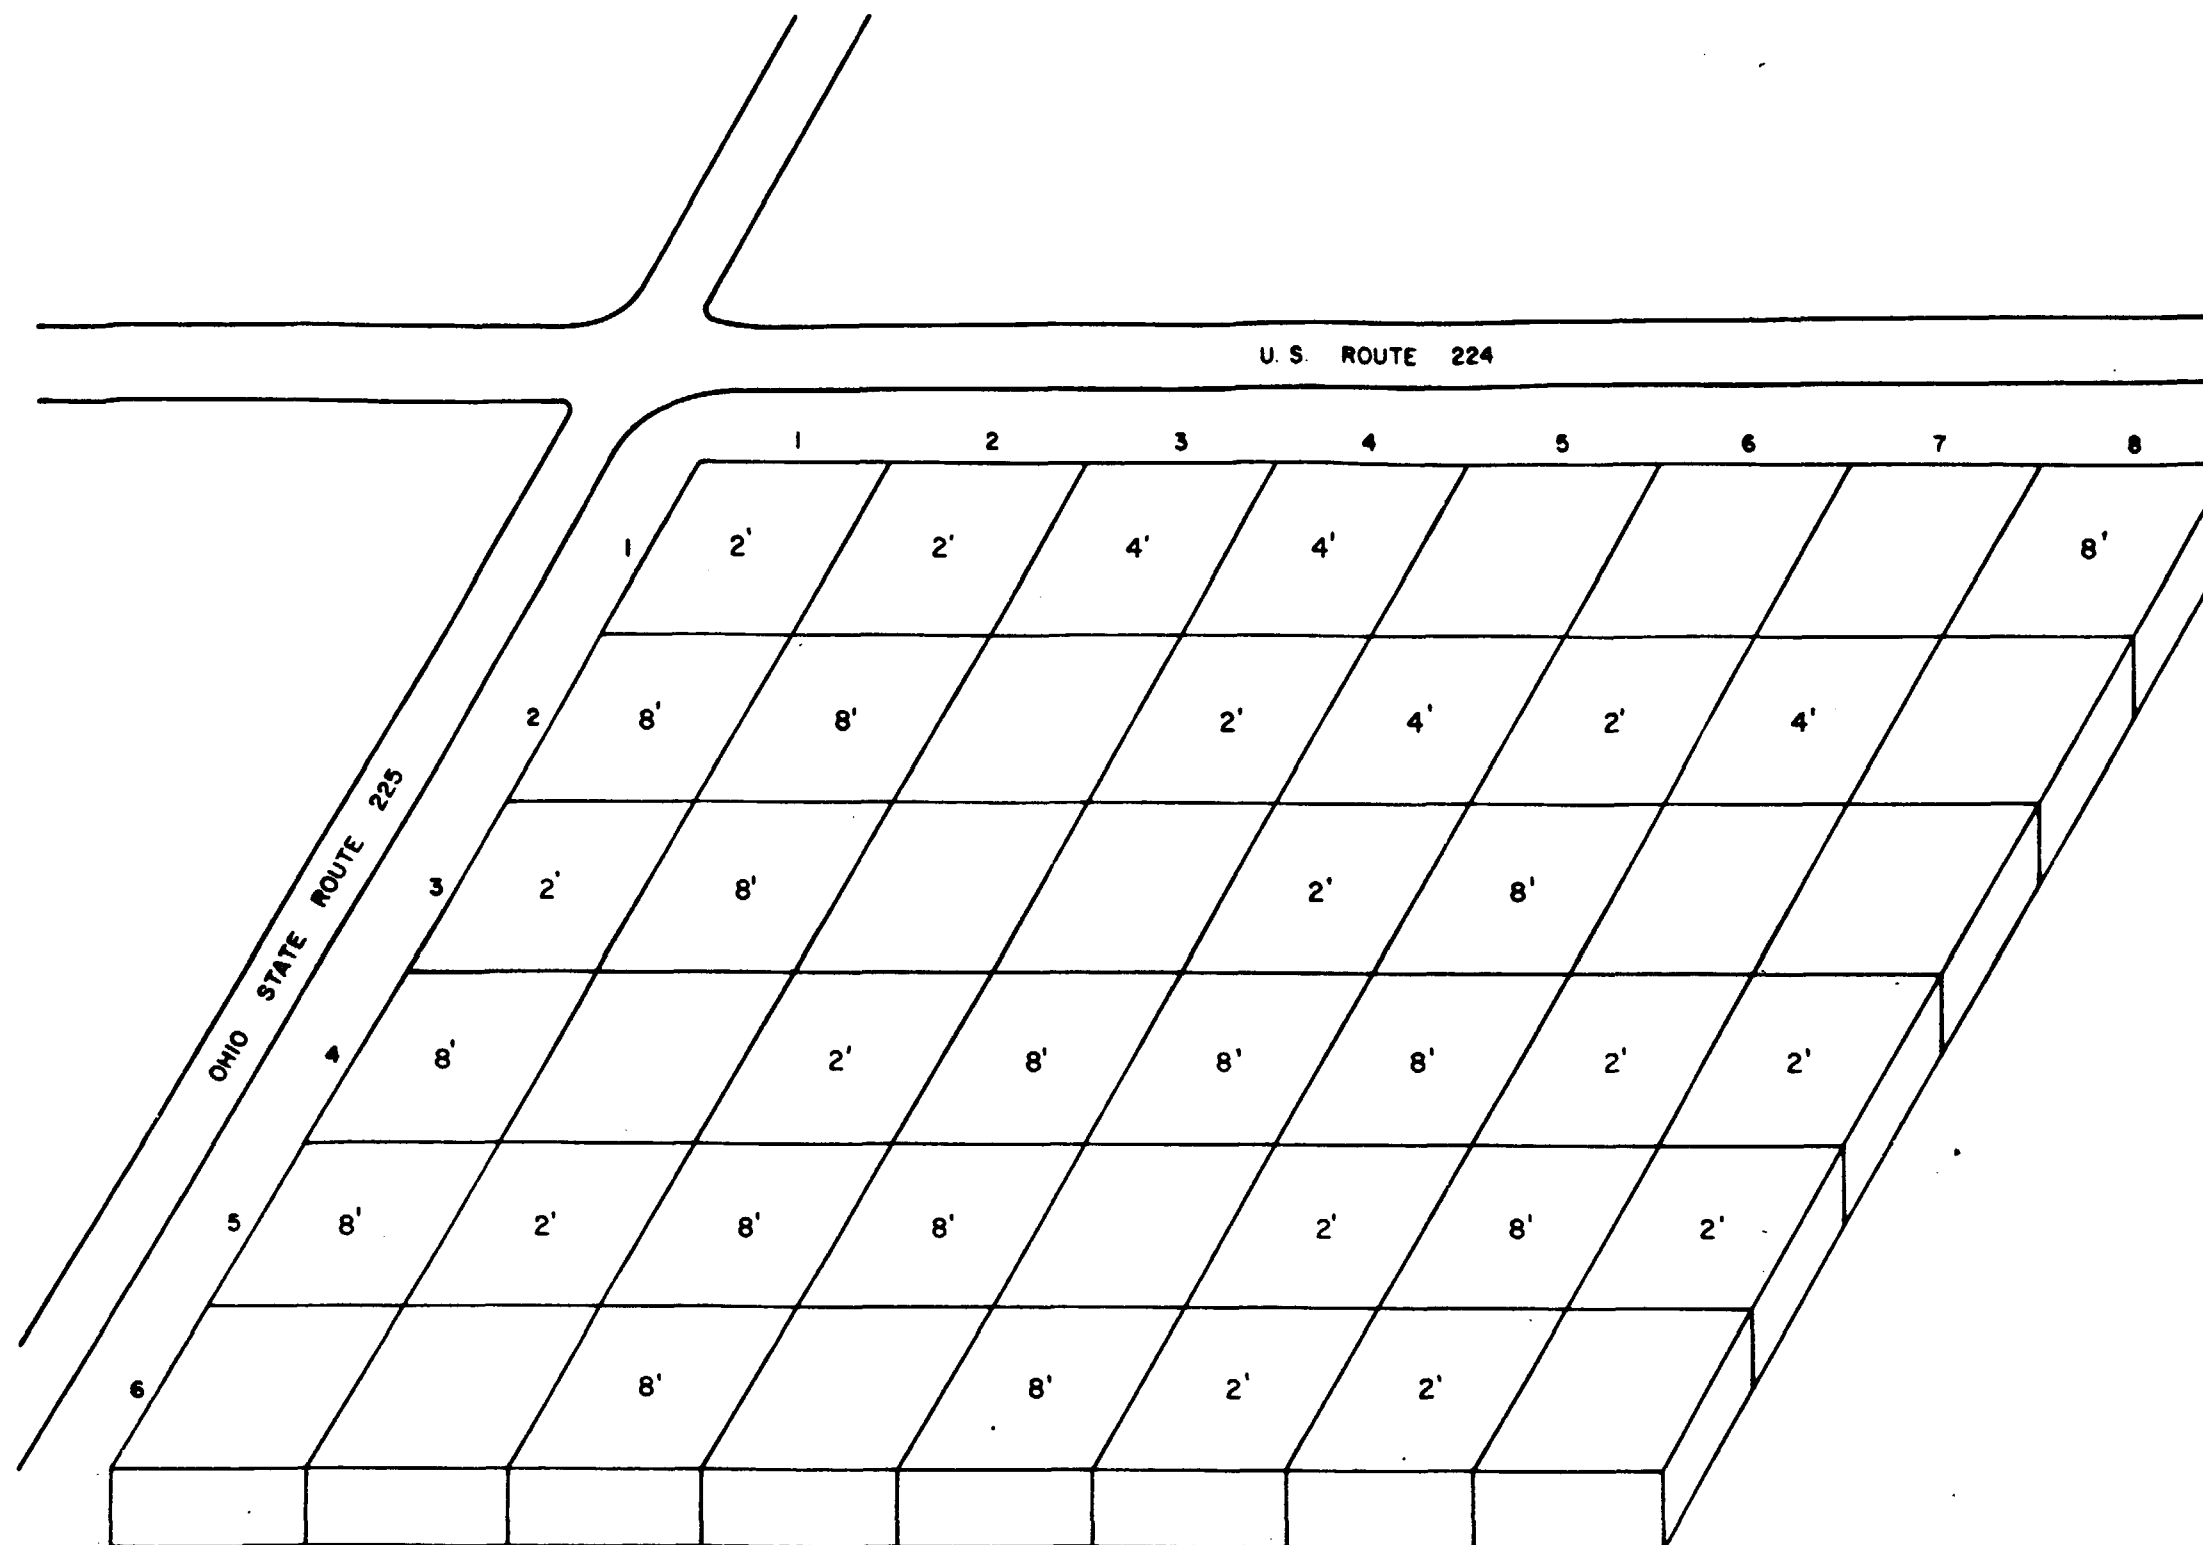 U. S. ROUTE 224
1 2 3 4 5 6 7 8
1 2' 2' 4' 4' 8'
2 8' 8' 2' 4' 2' 4'
OHIO STATE ROUTE 225
3 2' 8' 2' 8'
4 8' 2' 8' 8' 8' 2' 2'
5 8' 2' 8' 8' 2' 8' 2'
6 8' 8' 2' 2'